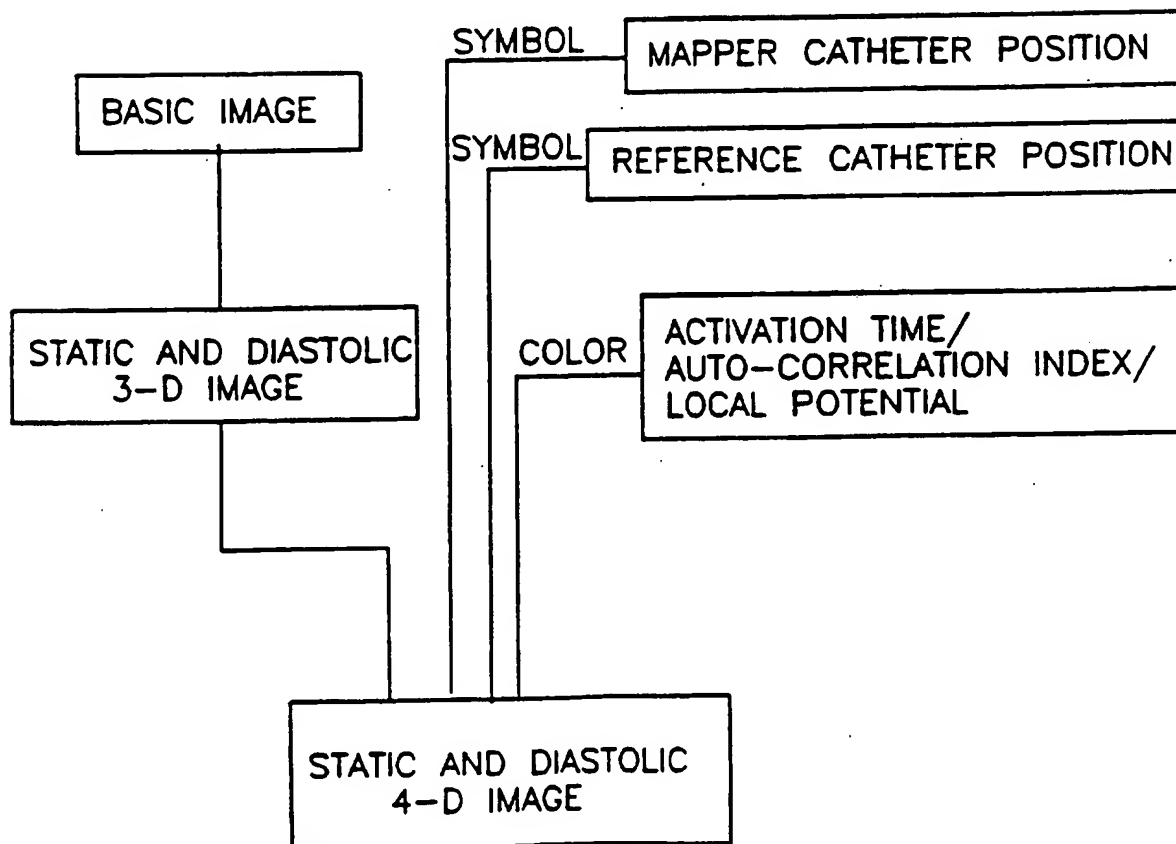 SYMBOL
MAPPER CATHETER POSITION
BASIC IMAGE
SYMBOL
REFERENCE CATHETER POSITION
STATIC AND DIASTOLIC
3-D IMAGE
COLOR
ACTIVATION TIME/
AUTO-CORRELATION INDEX/
LOCAL POTENTIAL
STATIC AND DIASTOLIC
4-D IMAGE